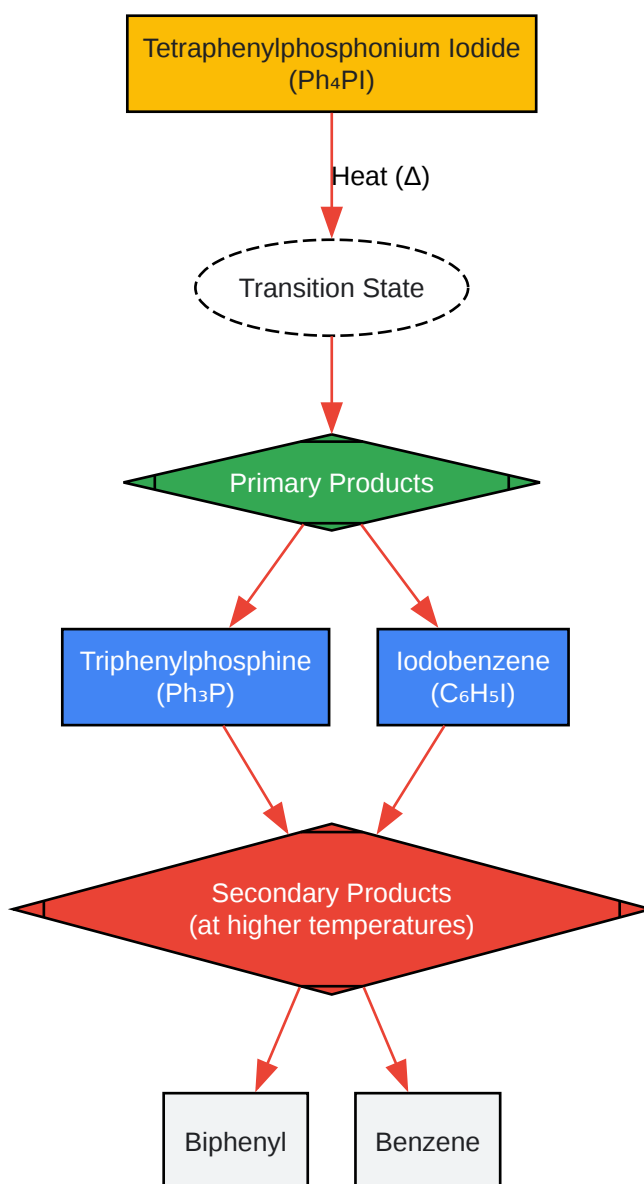 Tetraphenylphosphonium Iodide
(Ph₄PI)
Heat (Δ)
Transition State
Primary Products
Triphenylphosphine
(Ph₃P)
Iodobenzene
(C₆H₅I)
Secondary Products
(at higher temperatures)
Biphenyl
Benzene